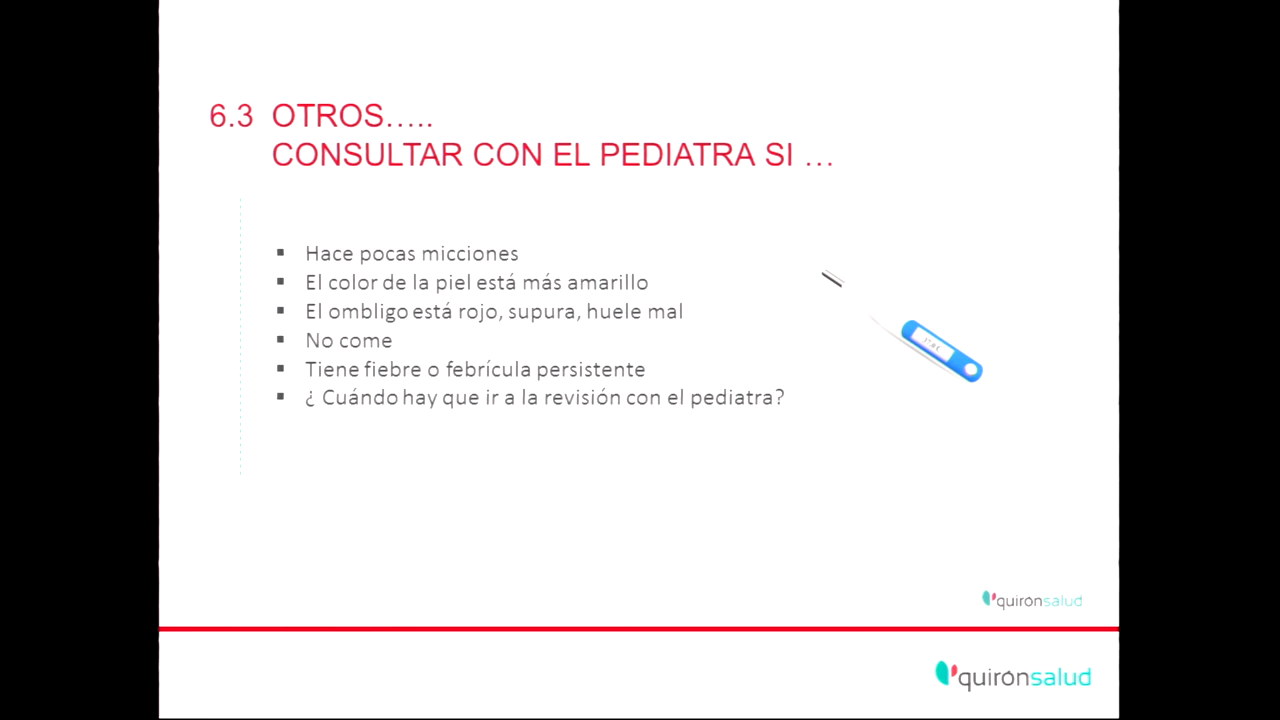 6.3 OTROS…..
CONSULTAR CON EL PEDIATRA SI …
▪ Hace pocas micciones
▪ El color de la piel está más amarillo
▪ El ombligo está rojo, supura, huele mal
▪ No come
▪ Tiene fiebre o febrícula persistente
▪ ¿ Cuándo hay que ir a la revisión con el pediatra?
quirónsalud
quirónsalud